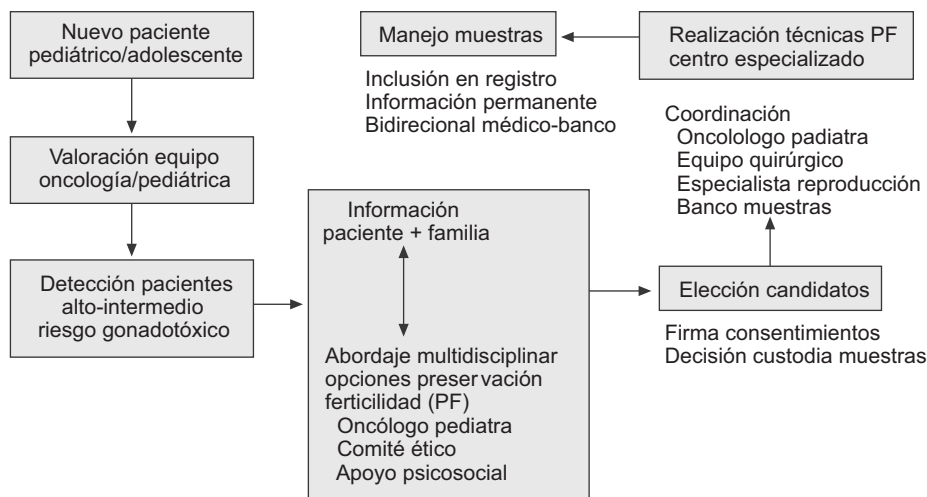 Nuevo paciente
pediátrico/adolescente
Valoración equipo
oncología/pediátrica
Detección pacientes
alto-intermedio
riesgo gonadotóxico
Información
paciente + familia
Abordaje multidisciplinar
opciones preservación
ferticilidad (PF)
Oncólogo pediatra
Comité ético
Apoyo psicosocial
Elección candidatos
Firma consentimientos
Decisión custodia muestras
Coordinación
Oncolologo padiatra
Equipo quirúrgico
Especialista reproducción
Banco muestras
Realización técnicas PF
centro especializado
Manejo muestras
Inclusión en registro
Información permanente
Bidirecional médico-banco